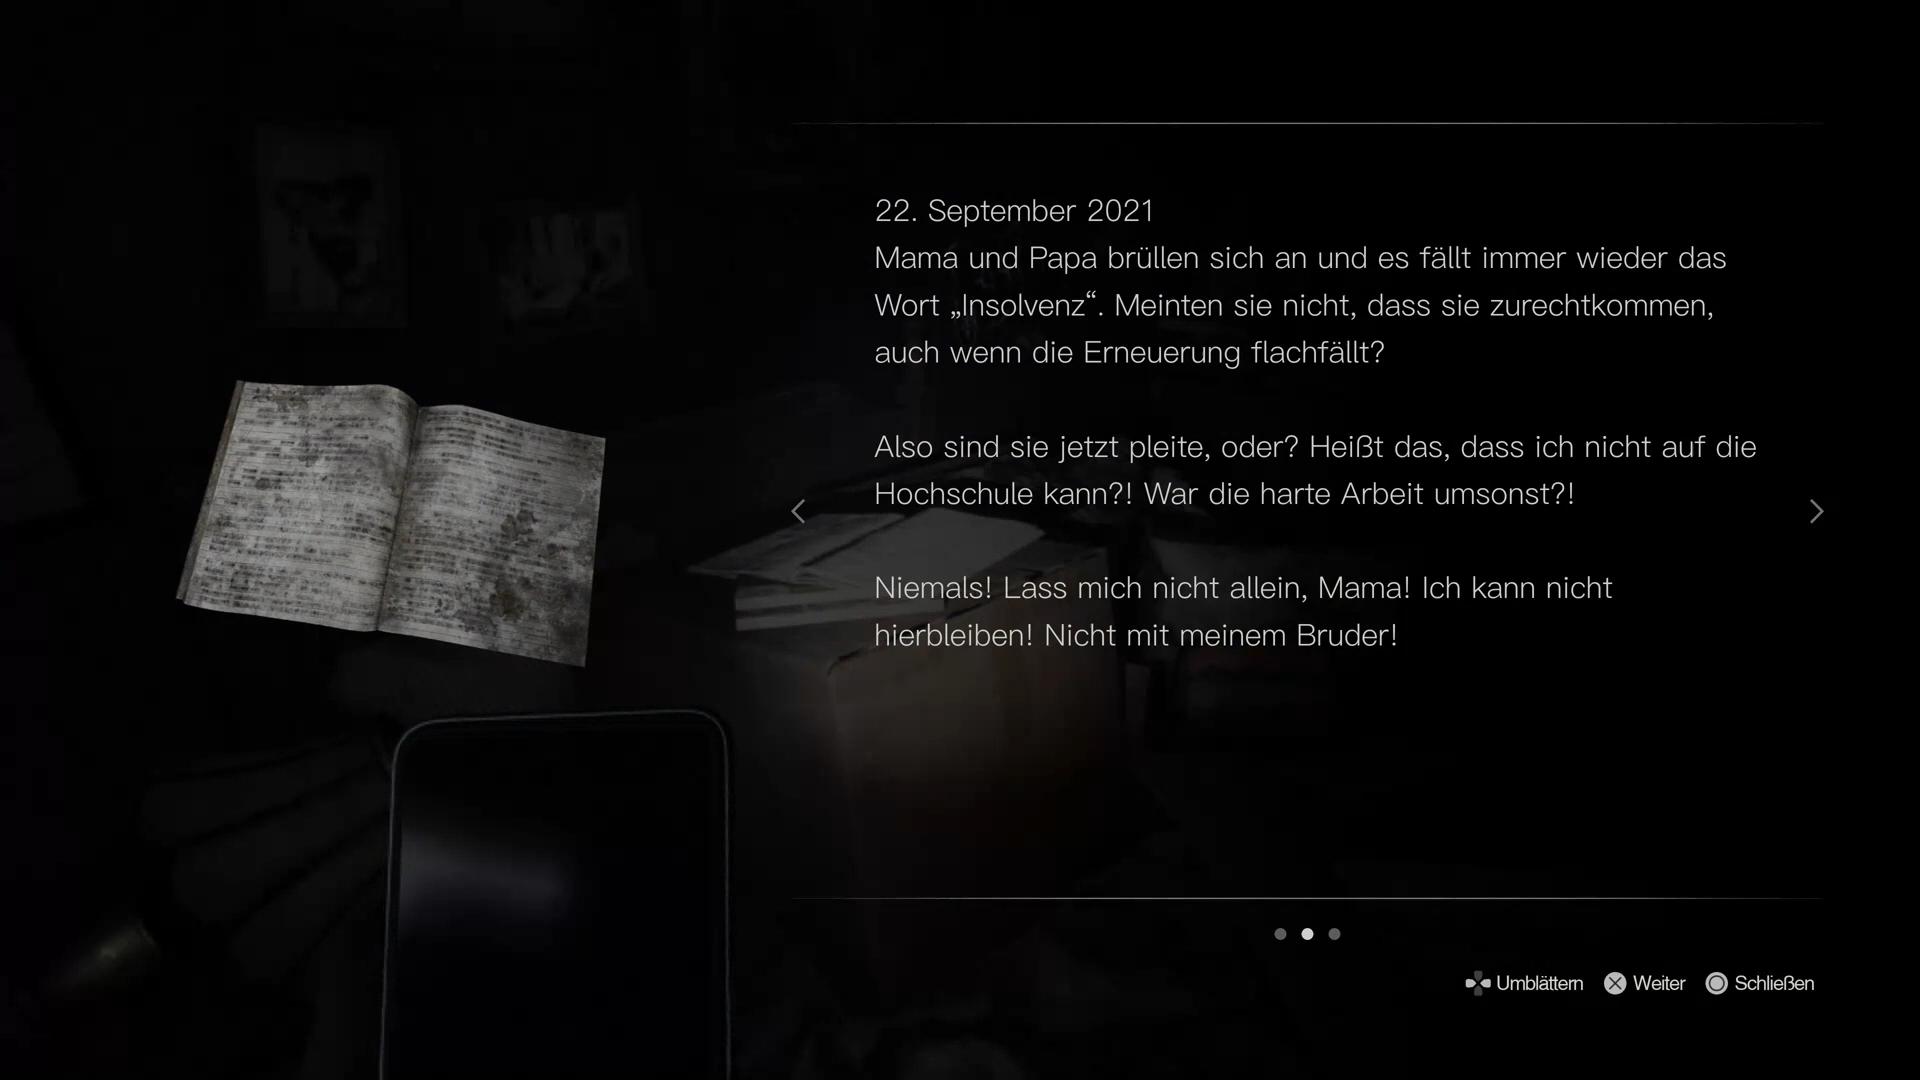 22. September 2021
Mama und Papa brüllen sich an und es fällt immer wieder das
Wort „Insolvenz“. Meinten sie nicht, dass sie zurechtkommen,
auch wenn die Erneuerung flachfällt?
Also sind sie jetzt pleite, oder? Heißt das, dass ich nicht auf die
Hochschule kann?! War die harte Arbeit umsonst?!
Niemals! Lass mich nicht allein, Mama! Ich kann nicht
hierbleiben! Nicht mit meinem Bruder!
Umblättern Weiter Schließen